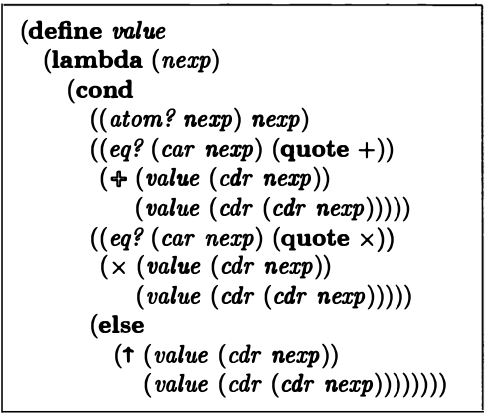 (define value
(lambda (nexp)
(cond
((atom? nexp) nexp)
((eq? (car nexp) (quote +))
(+ (value (cdr nexp))
(value (cdr (cdr nexp)))))
((eq? (car nexp) (quote ×))
(× (value (cdr nexp))
(value (cdr (cdr nexp)))))
(else
(↑ (value (cdr nexp))
(value (cdr (cdr nexp))))))))